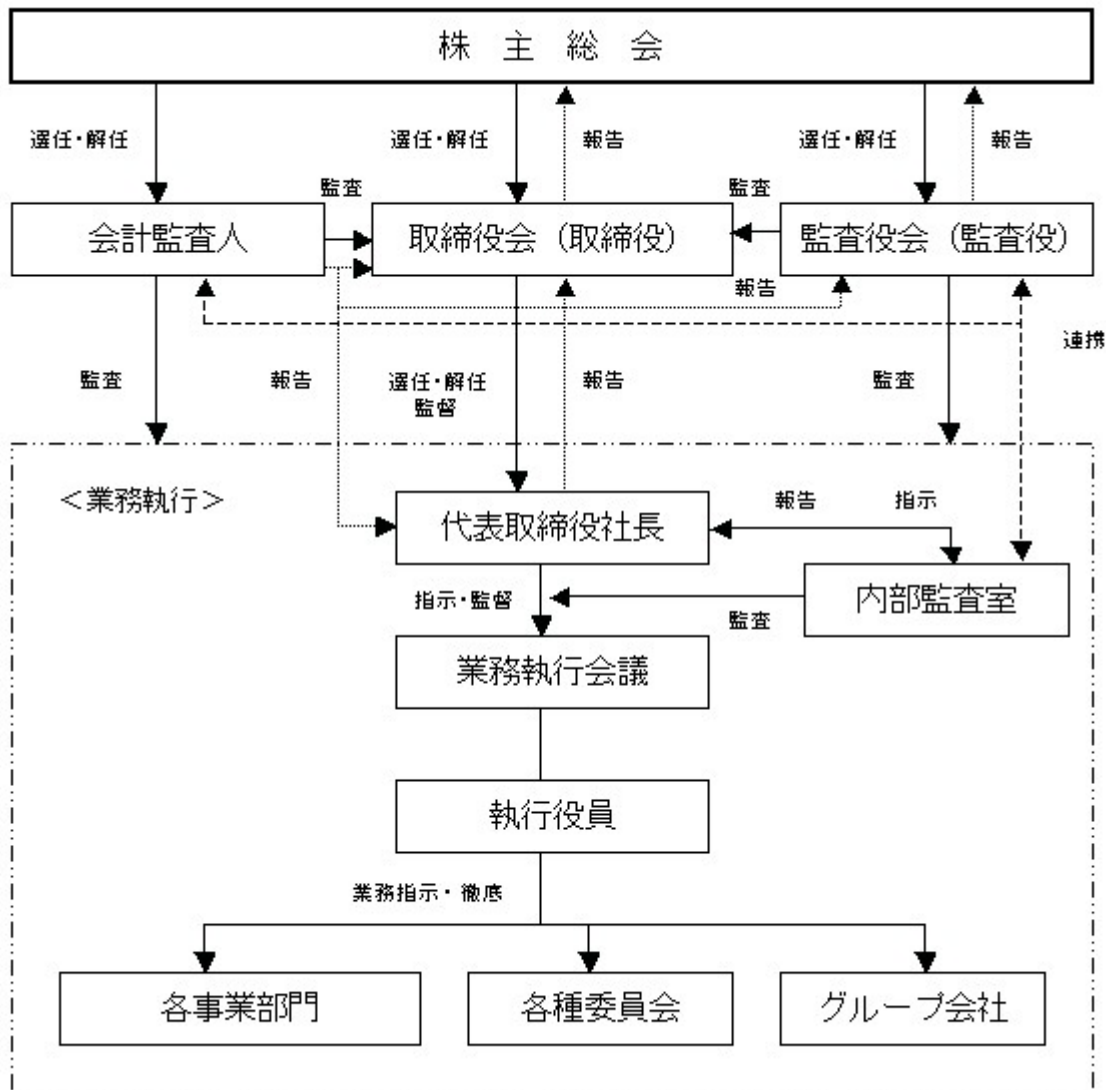 株 主 総 会
選任・解任
選任・解任
報告
選任・解任
報告
監査
監査
会計監査人
取締役会（取締役）
監査役会（監査役）
報告
連携
監査
報告
選任・解任
監督
報告
監査
＜業務執行＞
代表取締役社長
報告
指示
指示・監督
監査
内部監査室
業務執行会議
執行役員
業務指示・徹底
各事業部門
各種委員会
グループ会社